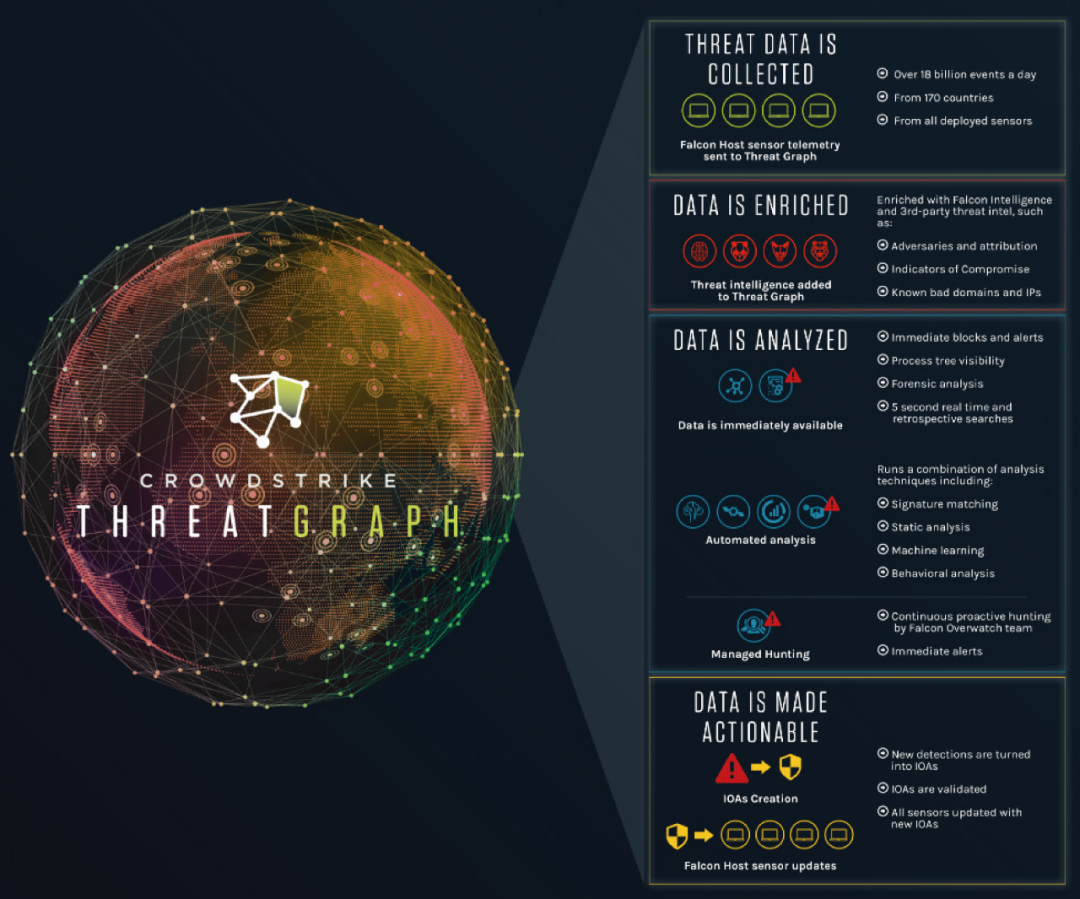 CROWDSTRIKE
THREATGRAPH
THREAT DATA IS
COLLECTED
Falcon Host sensor telemetry
sent to Threat Graph
Over 18 billion events a day
From 170 countries
From all deployed sensors
DATA IS ENRICHED
Threat intelligence added
to Threat Graph
Enriched with Falcon Intelligence
and 3rd-party threat intel, such
as:
Adversaries and attribution
Indicators of Compromise
Known bad domains and IPs
DATA IS ANALYZED
Data is immediately available
Immediate blocks and alerts
Process tree visibility
Forensic analysis
5 second real time and
retrospective searches
Automated analysis
Runs a combination of analysis
techniques including:
Signature matching
Static analysis
Machine learning
Behavioral analysis
Managed Hunting
Continuous proactive hunting
by Falcon Overwatch team
Immediate alerts
DATA IS MADE
ACTIONABLE
IOAs Creation
Falcon Host sensor updates
New detections are turned
into IOAs
IOAs are validated
All sensors updated with
new IOAs